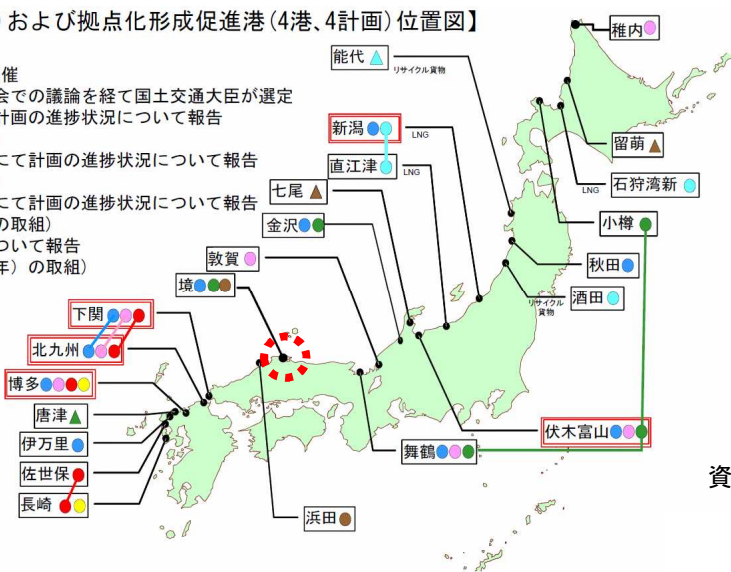 および拠点化形成促進港（4港、4計画）位置図】
催
会での議論を経て国土交通大臣が選定
計画の進捗状況について報告
にて計画の進捗状況について報告
にて計画の進捗状況について報告
の取組）
ついて報告
年）の取組）
稚内
能代
リサイクル貨物
新潟
LNG
直江津
LNG
留萌
石狩湾新
LNG
七尾
小樽
金沢
敦賀
秋田
境
酒田
リサイクル
貨物
下関
北九州
博多
唐津
伊万里
佐世保
長崎
伏木富山
舞鶴
浜田
資